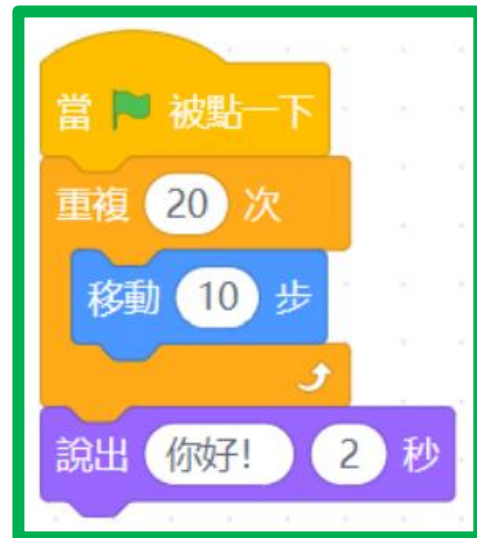 當 被點一下
重複 20 次
移動 10 步
說出 你好! 2 秒